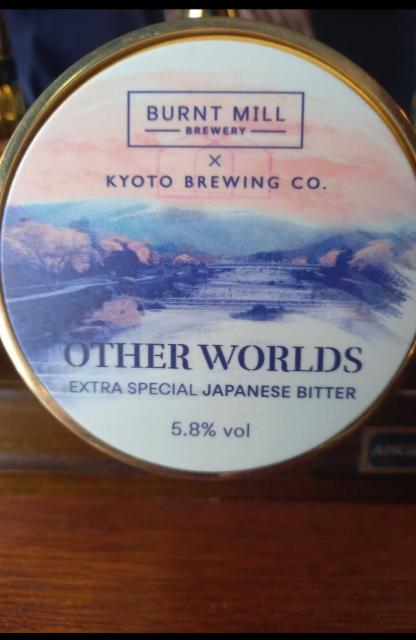 BURNT MILL
BREWERY
×
KYOTO BREWING CO.
OTHER WORLDS
EXTRA SPECIAL JAPANESE BITTER
5.8% vol